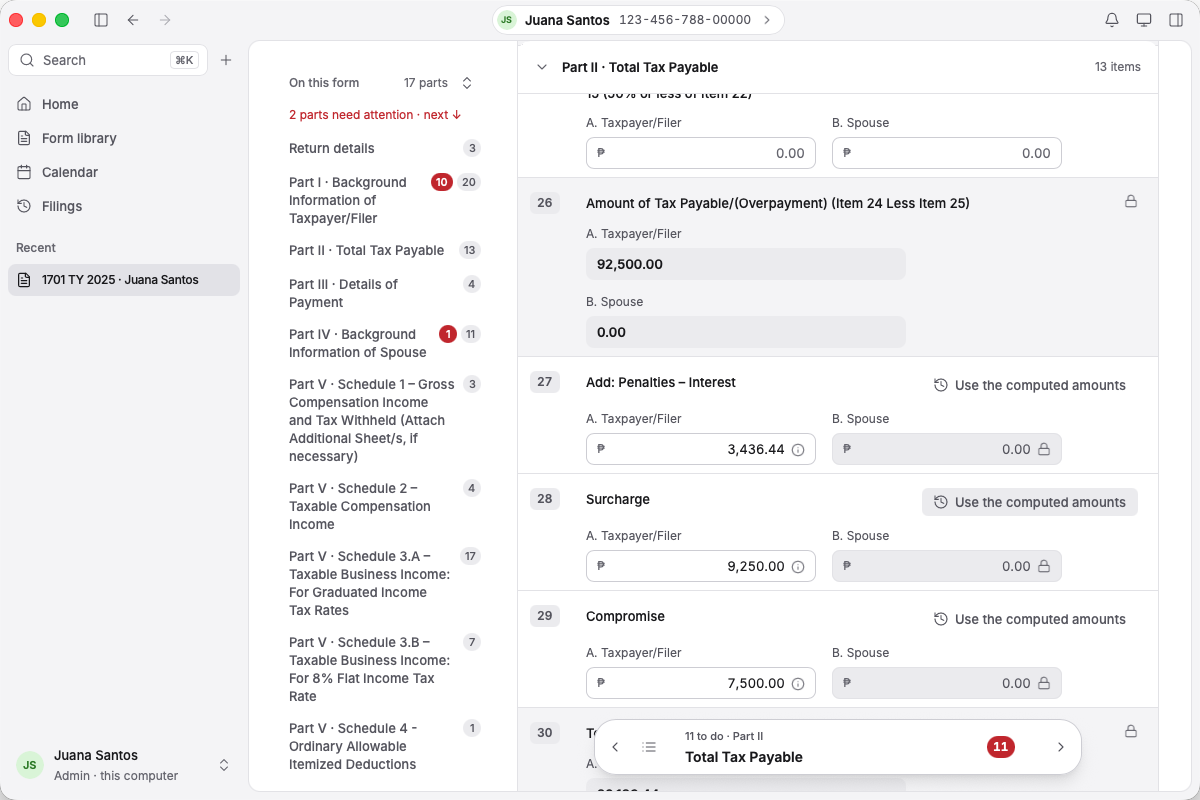 JS Juana Santos 123-456-788-00000
Search ⌘K
Home
Form library
Calendar
Filings
Recent
1701 TY 2025 · Juana Santos
JS
Juana Santos
Admin · this computer
On this form 17 parts
2 parts need attention · next ↓
Return details 3
Part I · Background 10 20
Information of
Taxpayer/Filer
Part II · Total Tax Payable 13
Part III · Details of 4
Payment
Part IV · Background 1 11
Information of Spouse
Part V · Schedule 1 – Gross 3
Compensation Income
and Tax Withheld (Attach
Additional Sheet/s, if
necessary)
Part V · Schedule 2 – 4
Taxable Compensation
Income
Part V · Schedule 3.A – 17
Taxable Business Income:
For Graduated Income
Tax Rates
Part V · Schedule 3.B – 7
Taxable Business Income:
For 8% Flat Income Tax
Rate
Part V · Schedule 4 - 1
Ordinary Allowable
Itemized Deductions
Part II · Total Tax Payable 13 items
(50% or less of Item 22)
A. Taxpayer/Filer B. Spouse
₱ 0.00 ₱ 0.00
26 Amount of Tax Payable/(Overpayment) (Item 24 Less Item 25)
A. Taxpayer/Filer
92,500.00
B. Spouse
0.00
27 Add: Penalties – Interest Use the computed amounts
A. Taxpayer/Filer B. Spouse
₱ 3,436.44 ₱ 0.00
28 Surcharge Use the computed amounts
A. Taxpayer/Filer B. Spouse
₱ 9,250.00 ₱ 0.00
29 Compromise Use the computed amounts
A. Taxpayer/Filer B. Spouse
₱ 7,500.00 ₱ 0.00
30
A.
11 to do · Part II
Total Tax Payable 11